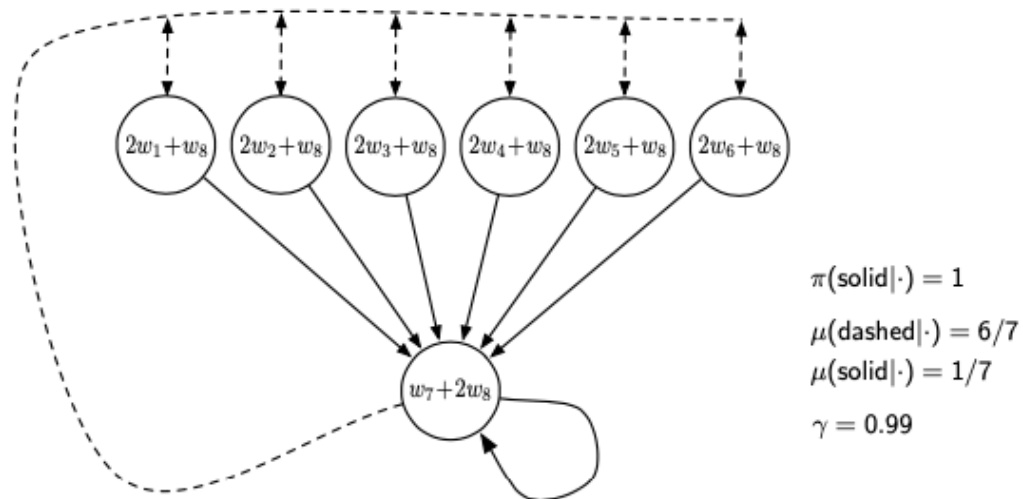 2w₁+w₈ 2w₂+w₈ 2w₃+w₈ 2w₄+w₈ 2w₅+w₈ 2w₆+w₈
π(solid|·) = 1
μ(dashed|·) = 6/7
μ(solid|·) = 1/7
w₇+2w₈
γ = 0.99